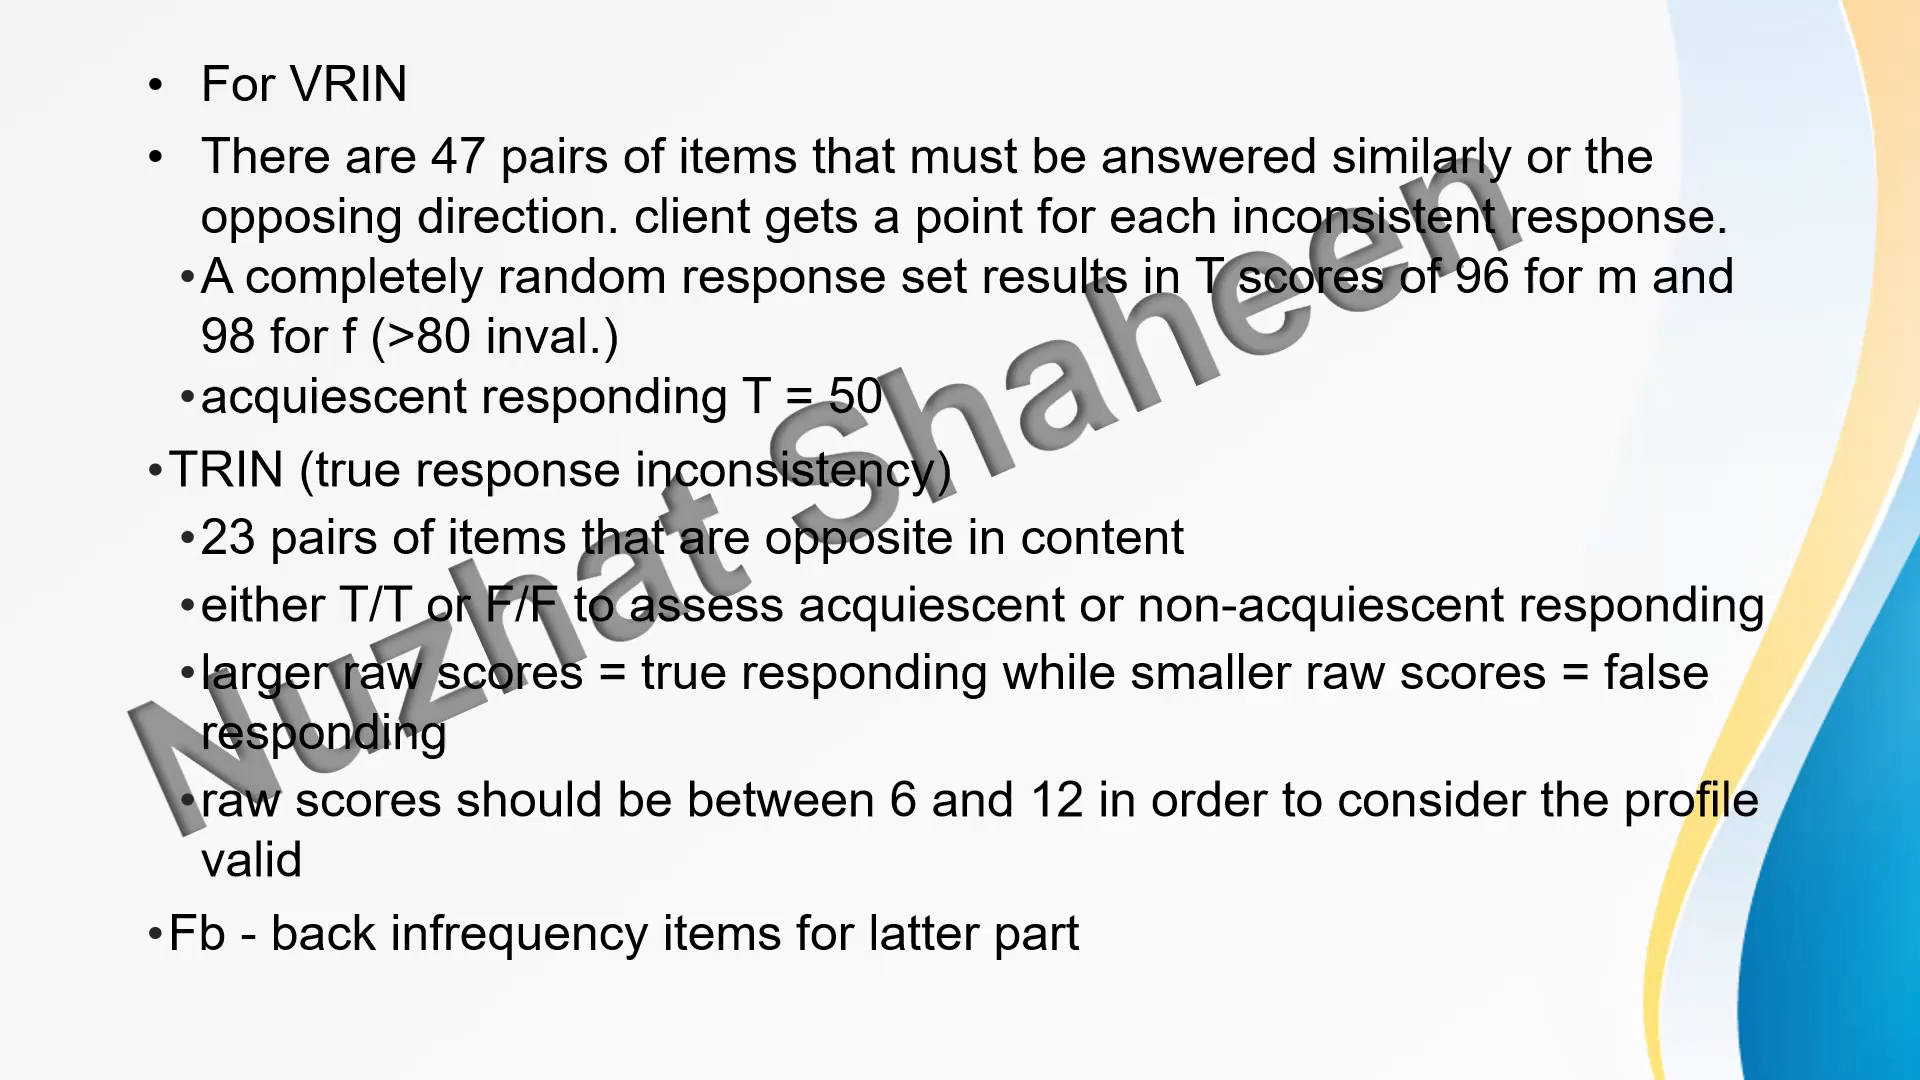 • For VRIN
• There are 47 pairs of items that must be answered similarly or the
opposing direction. client gets a point for each inconsistent response.
•A completely random response set results in T scores of 96 for m and
98 for f (>80 inval.)
•acquiescent responding T = 50
•TRIN (true response inconsistency)
•23 pairs of items that are opposite in content
•either T/T or F/F to assess acquiescent or non-acquiescent responding
•larger raw scores = true responding while smaller raw scores = false
responding
•raw scores should be between 6 and 12 in order to consider the profile
valid
•Fb - back infrequency items for latter part
Nuzhat Shaheen